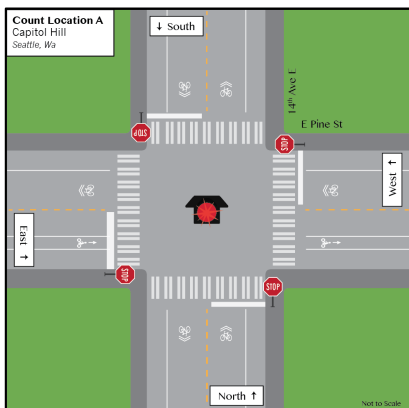 Count Location A
Capitol Hill
Seattle, Wa
↓ South
14th Ave E
E Pine St
STOP
STOP
West ↑
East ↑
STOP
STOP
North ↑
Not to Scale